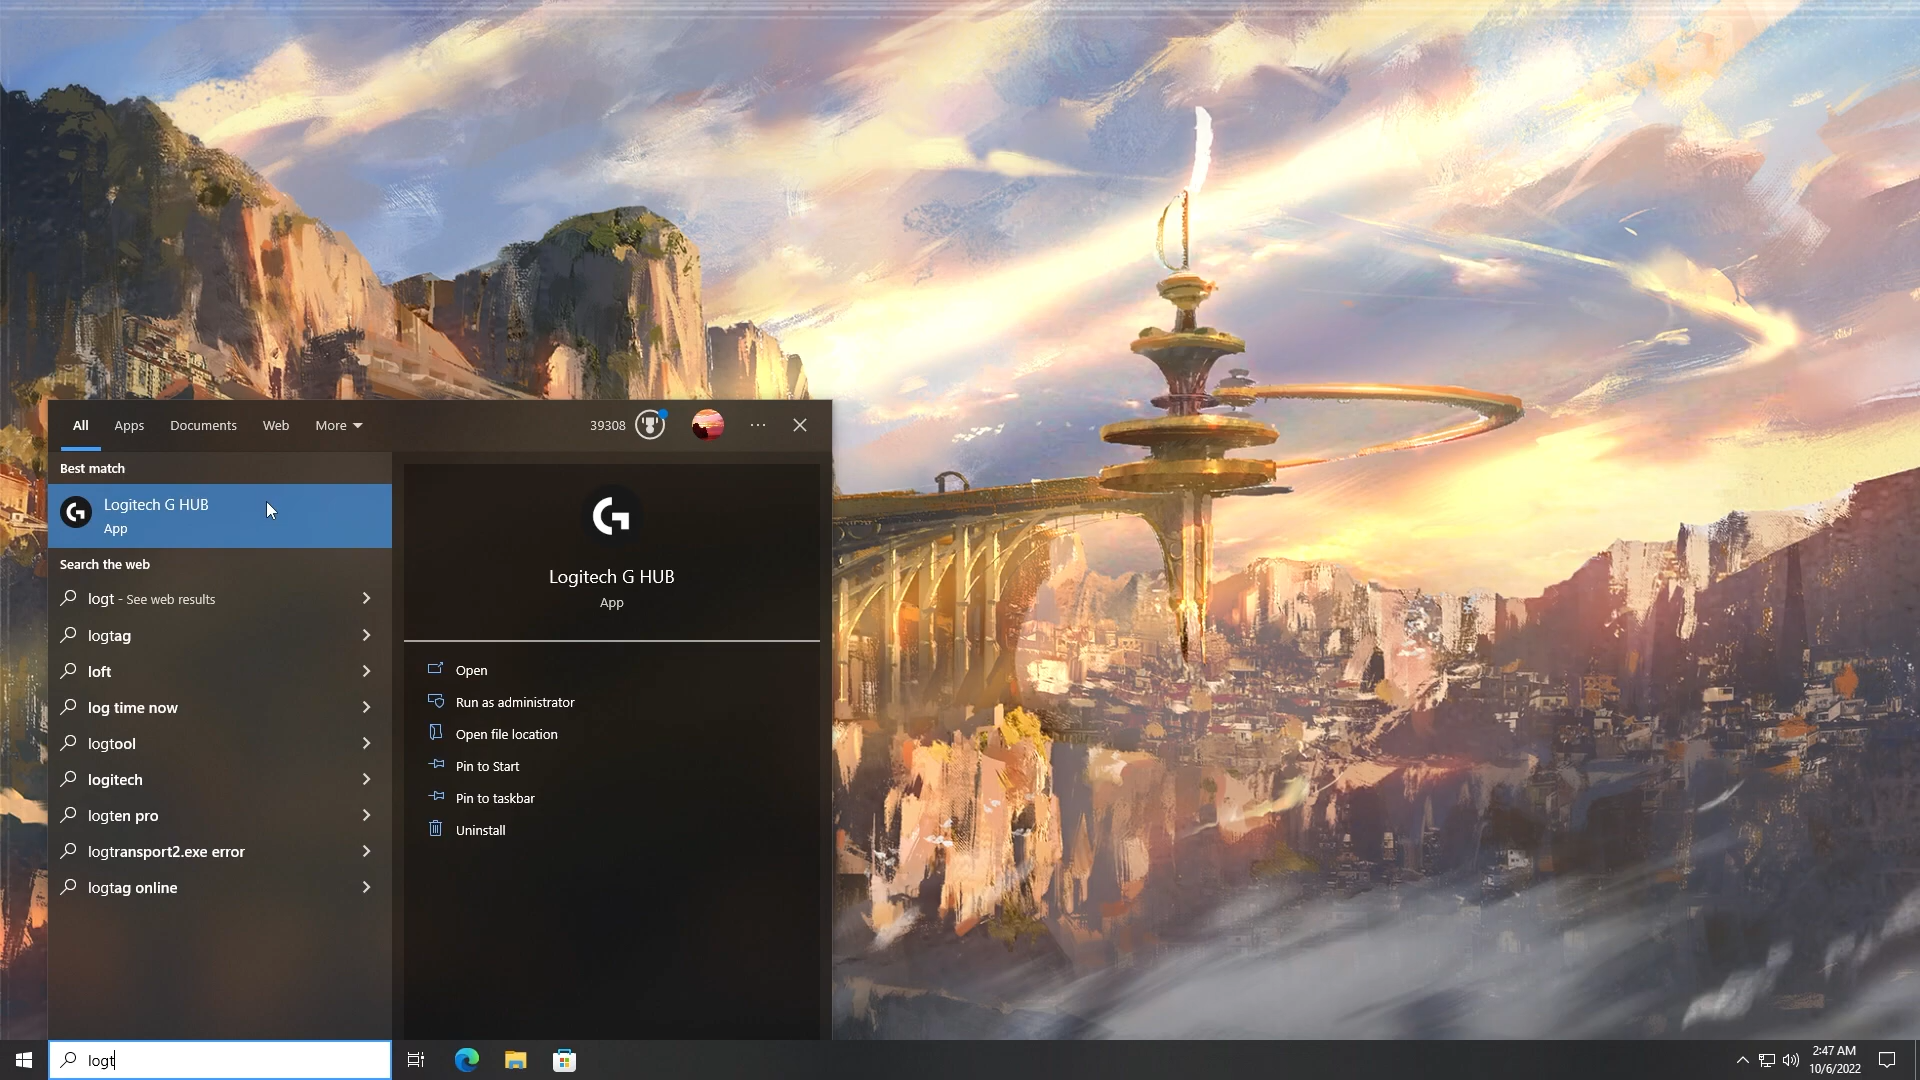 All Apps Documents Web More 39308 ···
Best match
Logitech G HUB
App
Search the web
logt - See web results
logtag
loft
log time now
logtool
logitech
logten pro
logtransport2.exe error
logtag online
Logitech G HUB
App
Open
Run as administrator
Open file location
Pin to Start
Pin to taskbar
Uninstall
logt
2:47 AM
10/6/2022